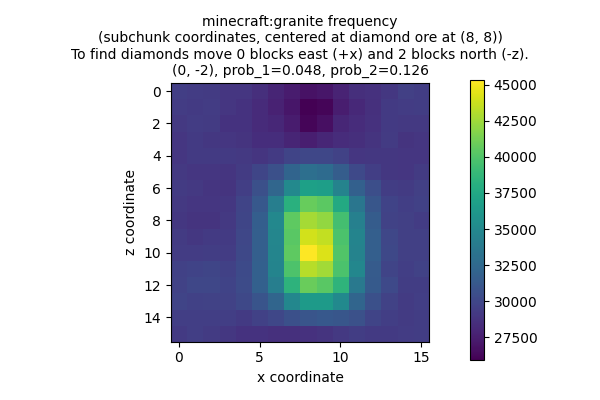 minecraft:granite frequency
(subchunk coordinates, centered at diamond ore at (8, 8))
To find diamonds move 0 blocks east (+x) and 2 blocks north (-z).
(0, -2), prob_1=0.048, prob_2=0.126
z coordinate
0
2
4
6
8
10
12
14
0 5 10 15
x coordinate
45000
42500
40000
37500
35000
32500
30000
27500